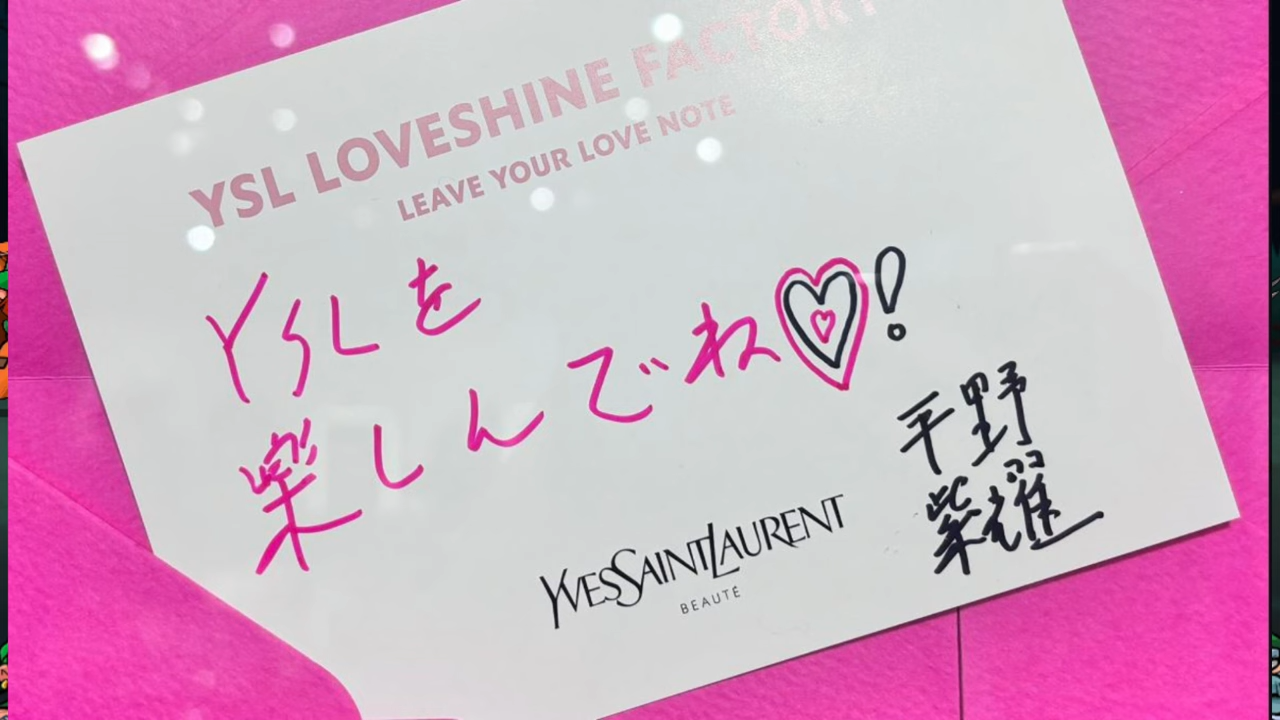 YSL LOVESHINE FACTORY
LEAVE YOUR LOVE NOTE
YSLを
楽しんでね♡!
平野
紫耀
YVESSAINTLAURENT
BEAUTÉ